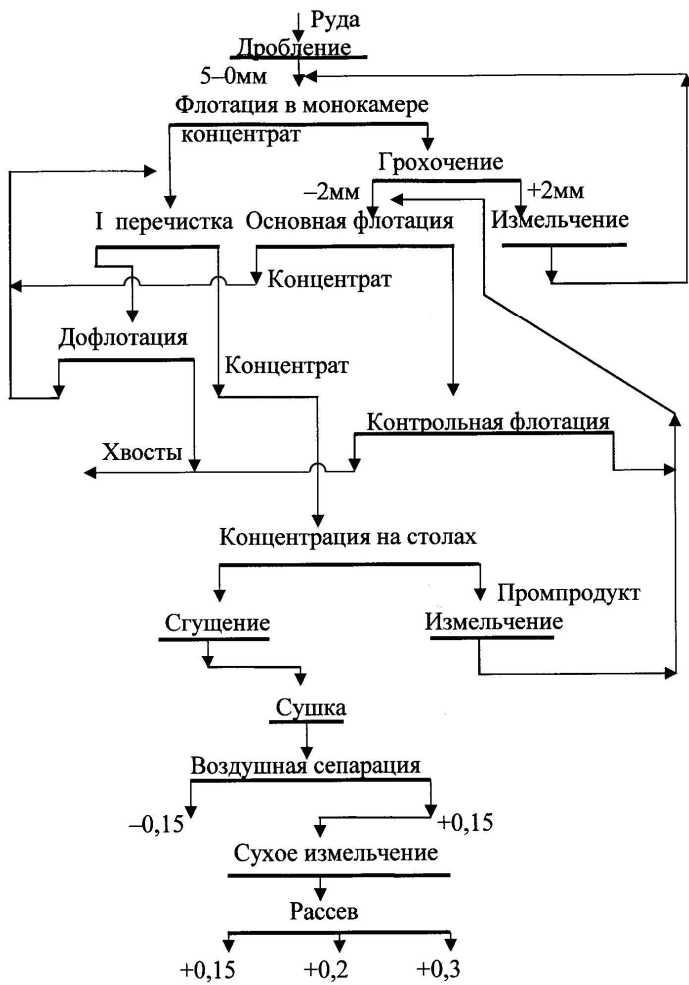 Руда
Дробление
5–0мм
Флотация в монокамере
концентрат
Грохочение
–2мм
+2мм
I перечистка
Основная флотация
Измельчение
Концентрат
Дофлотация
Концентрат
Контрольная флотация
Хвосты
Концентрация на столах
Промпродукт
Сгущение
Измельчение
Сушка
Воздушная сепарация
–0,15
+0,15
Сухое измельчение
Рассев
+0,15
+0,2
+0,3